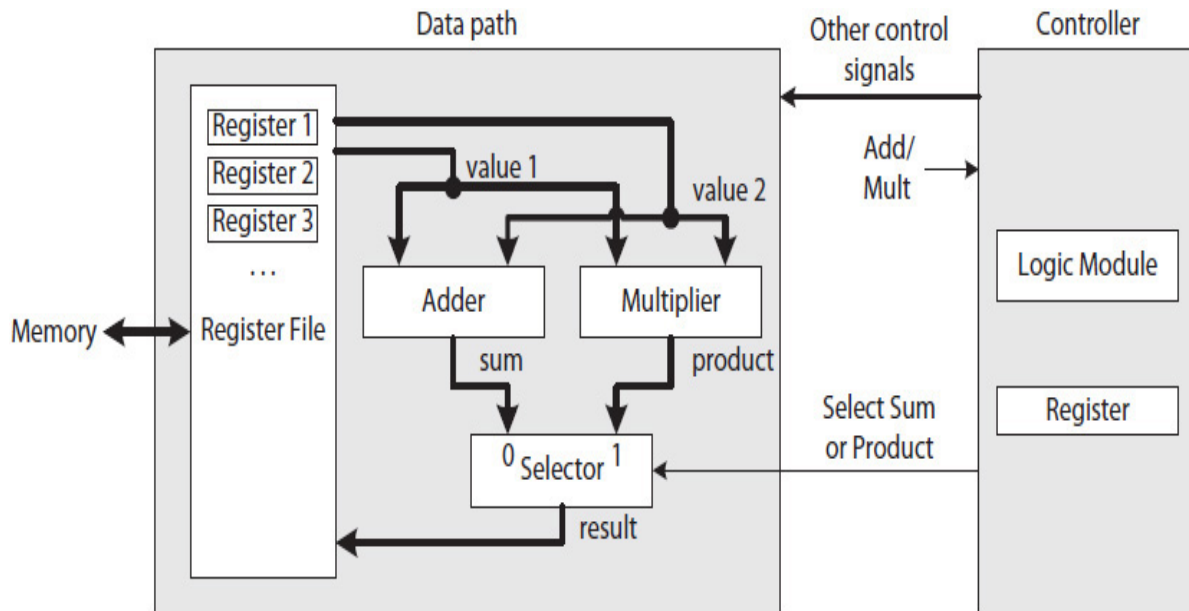 Data path
Other control
signals
Controller
Register 1
Register 2
Register 3
...
Register File
Memory
value 1
value 2
Add/
Mult
Adder
Multiplier
Logic Module
sum
product
Select Sum
or Product
Register
0 Selector 1
result